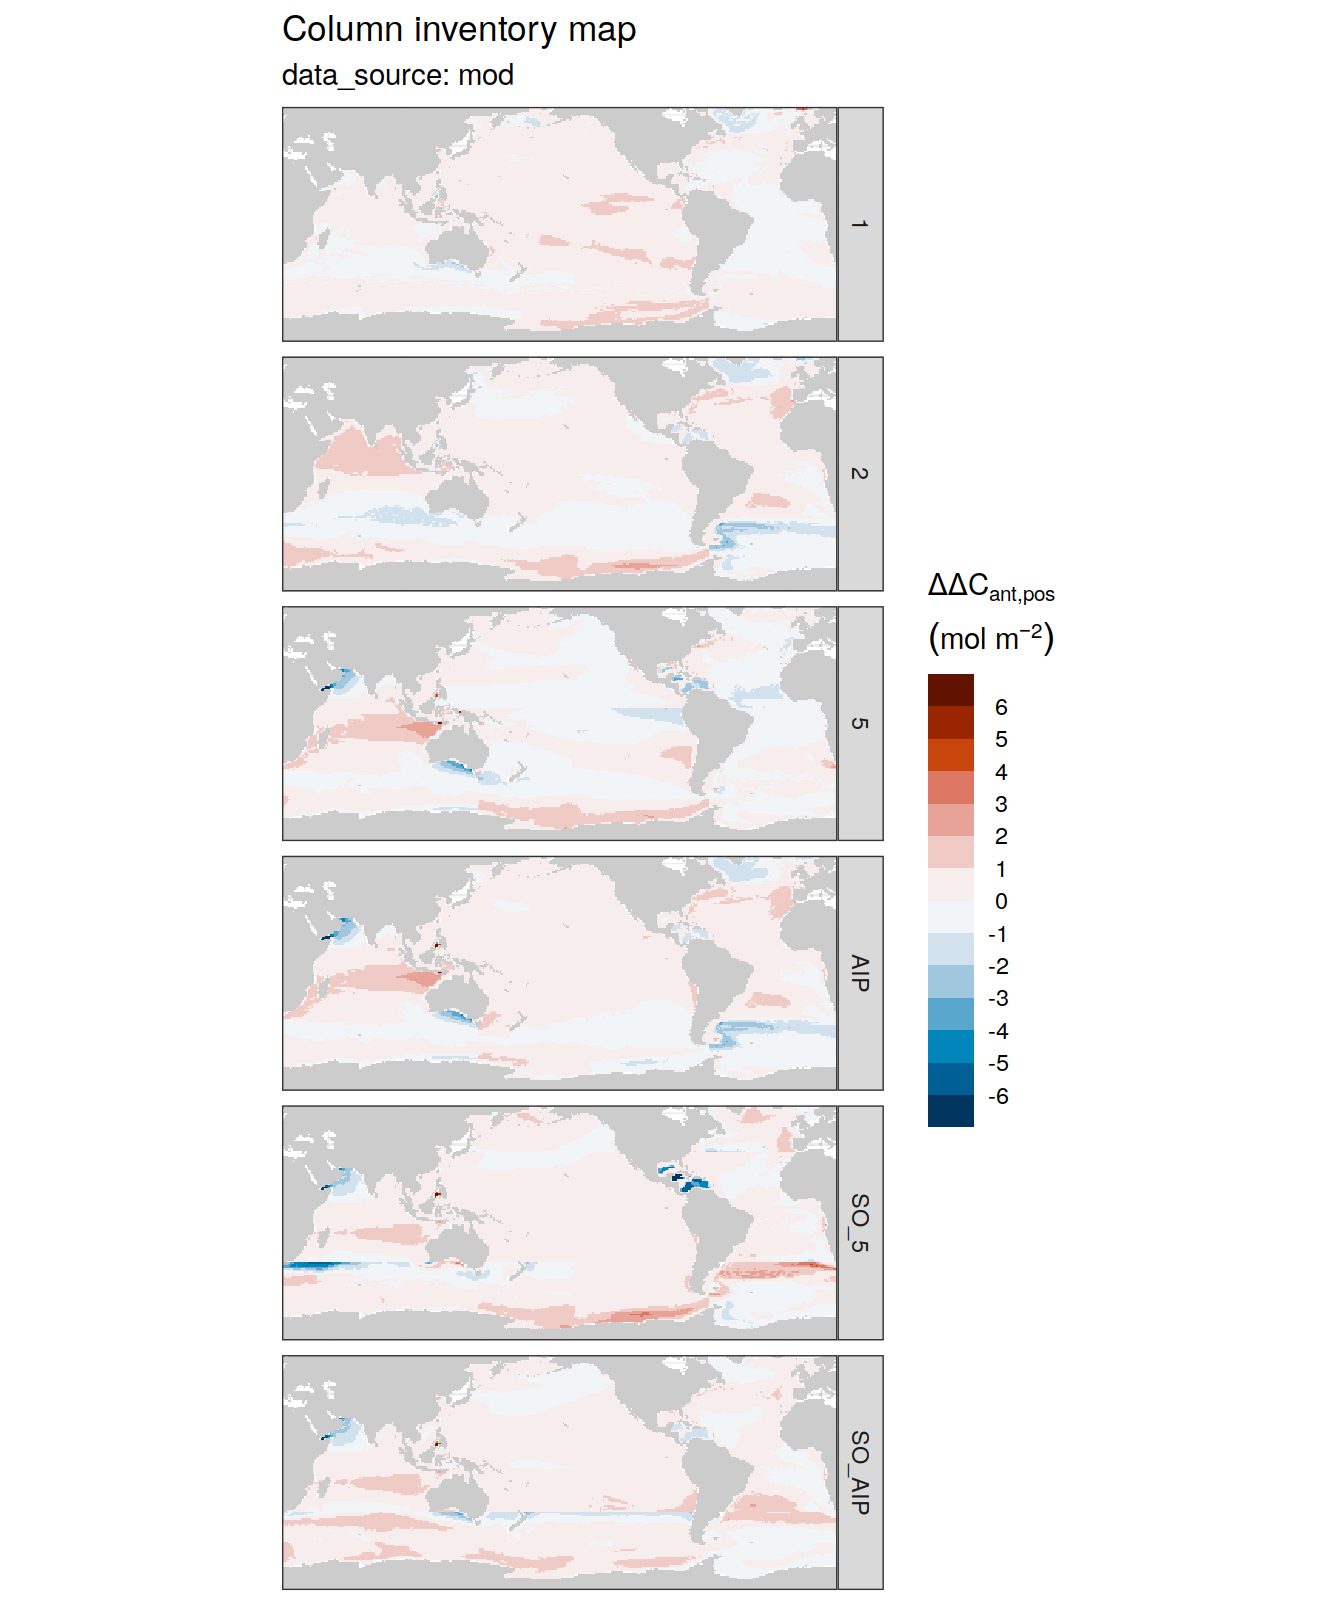 Column inventory map
data_source: mod
1
2
5
AIP
SO_5
SO_AIP
ΔΔCant,pos
(mol m−2)
6
5
4
3
2
1
0
-1
-2
-3
-4
-5
-6